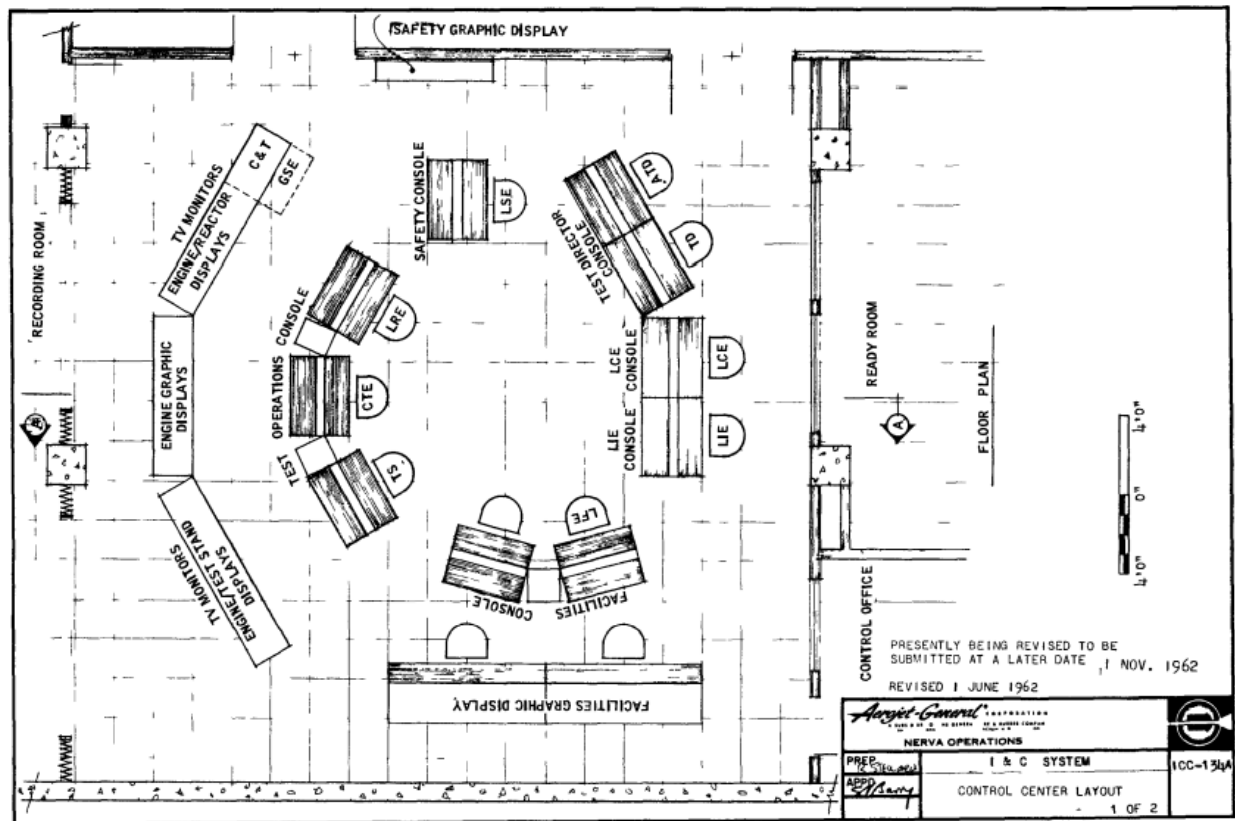 SAFETY GRAPHIC DISPLAY
TV MONITORS
ENGINE/REACTOR
DISPLAYS
C & T
GSE
SAFETY CONSOLE
LSE
TEST DIRECTOR
CONSOLE
ATD
TD
RECORDING ROOM
ENGINE GRAPHIC
DISPLAYS
TEST
OPERATIONS
CONSOLE
LRE
CTE
TS
LCE
CONSOLE
LCE
LIE
CONSOLE
LIE
READY ROOM
A
A
FLOOR PLAN
4'0"
0"
4'0"
TV MONITORS
ENGINE/TEST STAND
DISPLAYS
LFE
FACILITIES
CONSOLE
FACILITIES GRAPHIC DISPLAY
CONTROL OFFICE
PRESENTLY BEING REVISED TO BE
SUBMITTED AT A LATER DATE, 1 NOV. 1962
REVISED 1 JUNE 1962
Aerojet-General CORPORATION
NERVA OPERATIONS
PREP
APPD
I & C SYSTEM
CONTROL CENTER LAYOUT
1 OF 2
ICC-134A